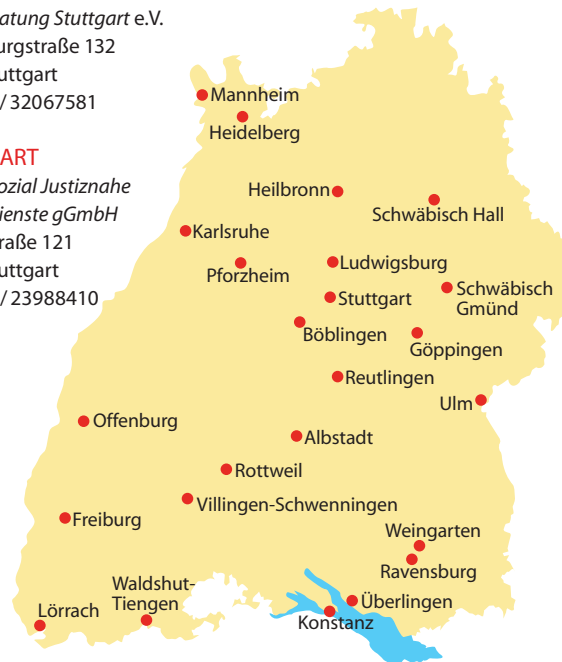 atung Stuttgart e.V.
urgstraße 132
uttgart
/ 32067581
ART
ozial Justiznahe
ienste gGmbH
raße 121
uttgart
/ 23988410
Mannheim
Heidelberg
Heilbronn
Schwäbisch Hall
Karlsruhe
Pforzheim
Ludwigsburg
Stuttgart
Schwäbisch
Gmünd
Böblingen
Göppingen
Reutlingen
Ulm
Offenburg
Albstadt
Rottweil
Villingen-Schwenningen
Freiburg
Weingarten
Ravensburg
Waldshut-
Tiengen
Überlingen
Lörrach
Konstanz